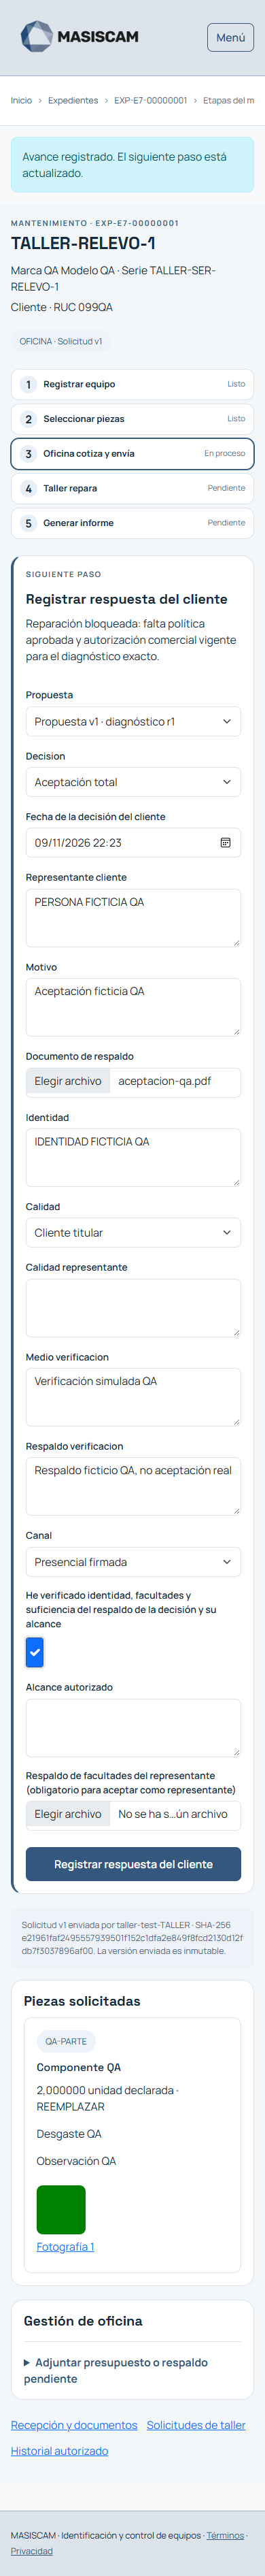 MASISCAM
Menú
Inicio › Expedientes › EXP-E7-00000001 › Etapas del m
Avance registrado. El siguiente paso está
actualizado.
MANTENIMIENTO · EXP-E7-00000001
TALLER-RELEVO-1
Marca QA Modelo QA · Serie TALLER-SER-
RELEVO-1
Cliente · RUC 099QA
OFICINA · Solicitud v1
1 Registrar equipo Listo
2 Seleccionar piezas Listo
3 Oficina cotiza y envía En proceso
4 Taller repara Pendiente
5 Generar informe Pendiente
SIGUIENTE PASO
Registrar respuesta del cliente
Reparación bloqueada: falta política
aprobada y autorización comercial vigente
para el diagnóstico exacto.
Propuesta
Propuesta v1 · diagnóstico r1
Decision
Aceptación total
Fecha de la decisión del cliente
09/11/2026 22:23
Representante cliente
PERSONA FICTICIA QA
Motivo
Aceptación ficticia QA
Documento de respaldo
Elegir archivo aceptacion-qa.pdf
Identidad
IDENTIDAD FICTICIA QA
Calidad
Cliente titular
Calidad representante
Medio verificacion
Verificación simulada QA
Respaldo verificacion
Respaldo ficticio QA, no aceptación real
Canal
Presencial firmada
He verificado identidad, facultades y
suficiencia del respaldo de la decisión y su
alcance
Alcance autorizado
Respaldo de facultades del representante
(obligatorio para aceptar como representante)
Elegir archivo No se ha s…ún archivo
Registrar respuesta del cliente
Solicitud v1 enviada por taller-test-TALLER · SHA-256
e21961faf2495557939501f152c1dfa2e849f8fcd2130d12f
db7f3037896af00. La versión enviada es inmutable.
Piezas solicitadas
QA-PARTE
Componente QA
2,000000 unidad declarada ·
REEMPLAZAR
Desgaste QA
Observación QA
Fotografía 1
Gestión de oficina
Adjuntar presupuesto o respaldo
pendiente
Recepción y documentos Solicitudes de taller
Historial autorizado
MASISCAM · Identificación y control de equipos · Términos ·
Privacidad